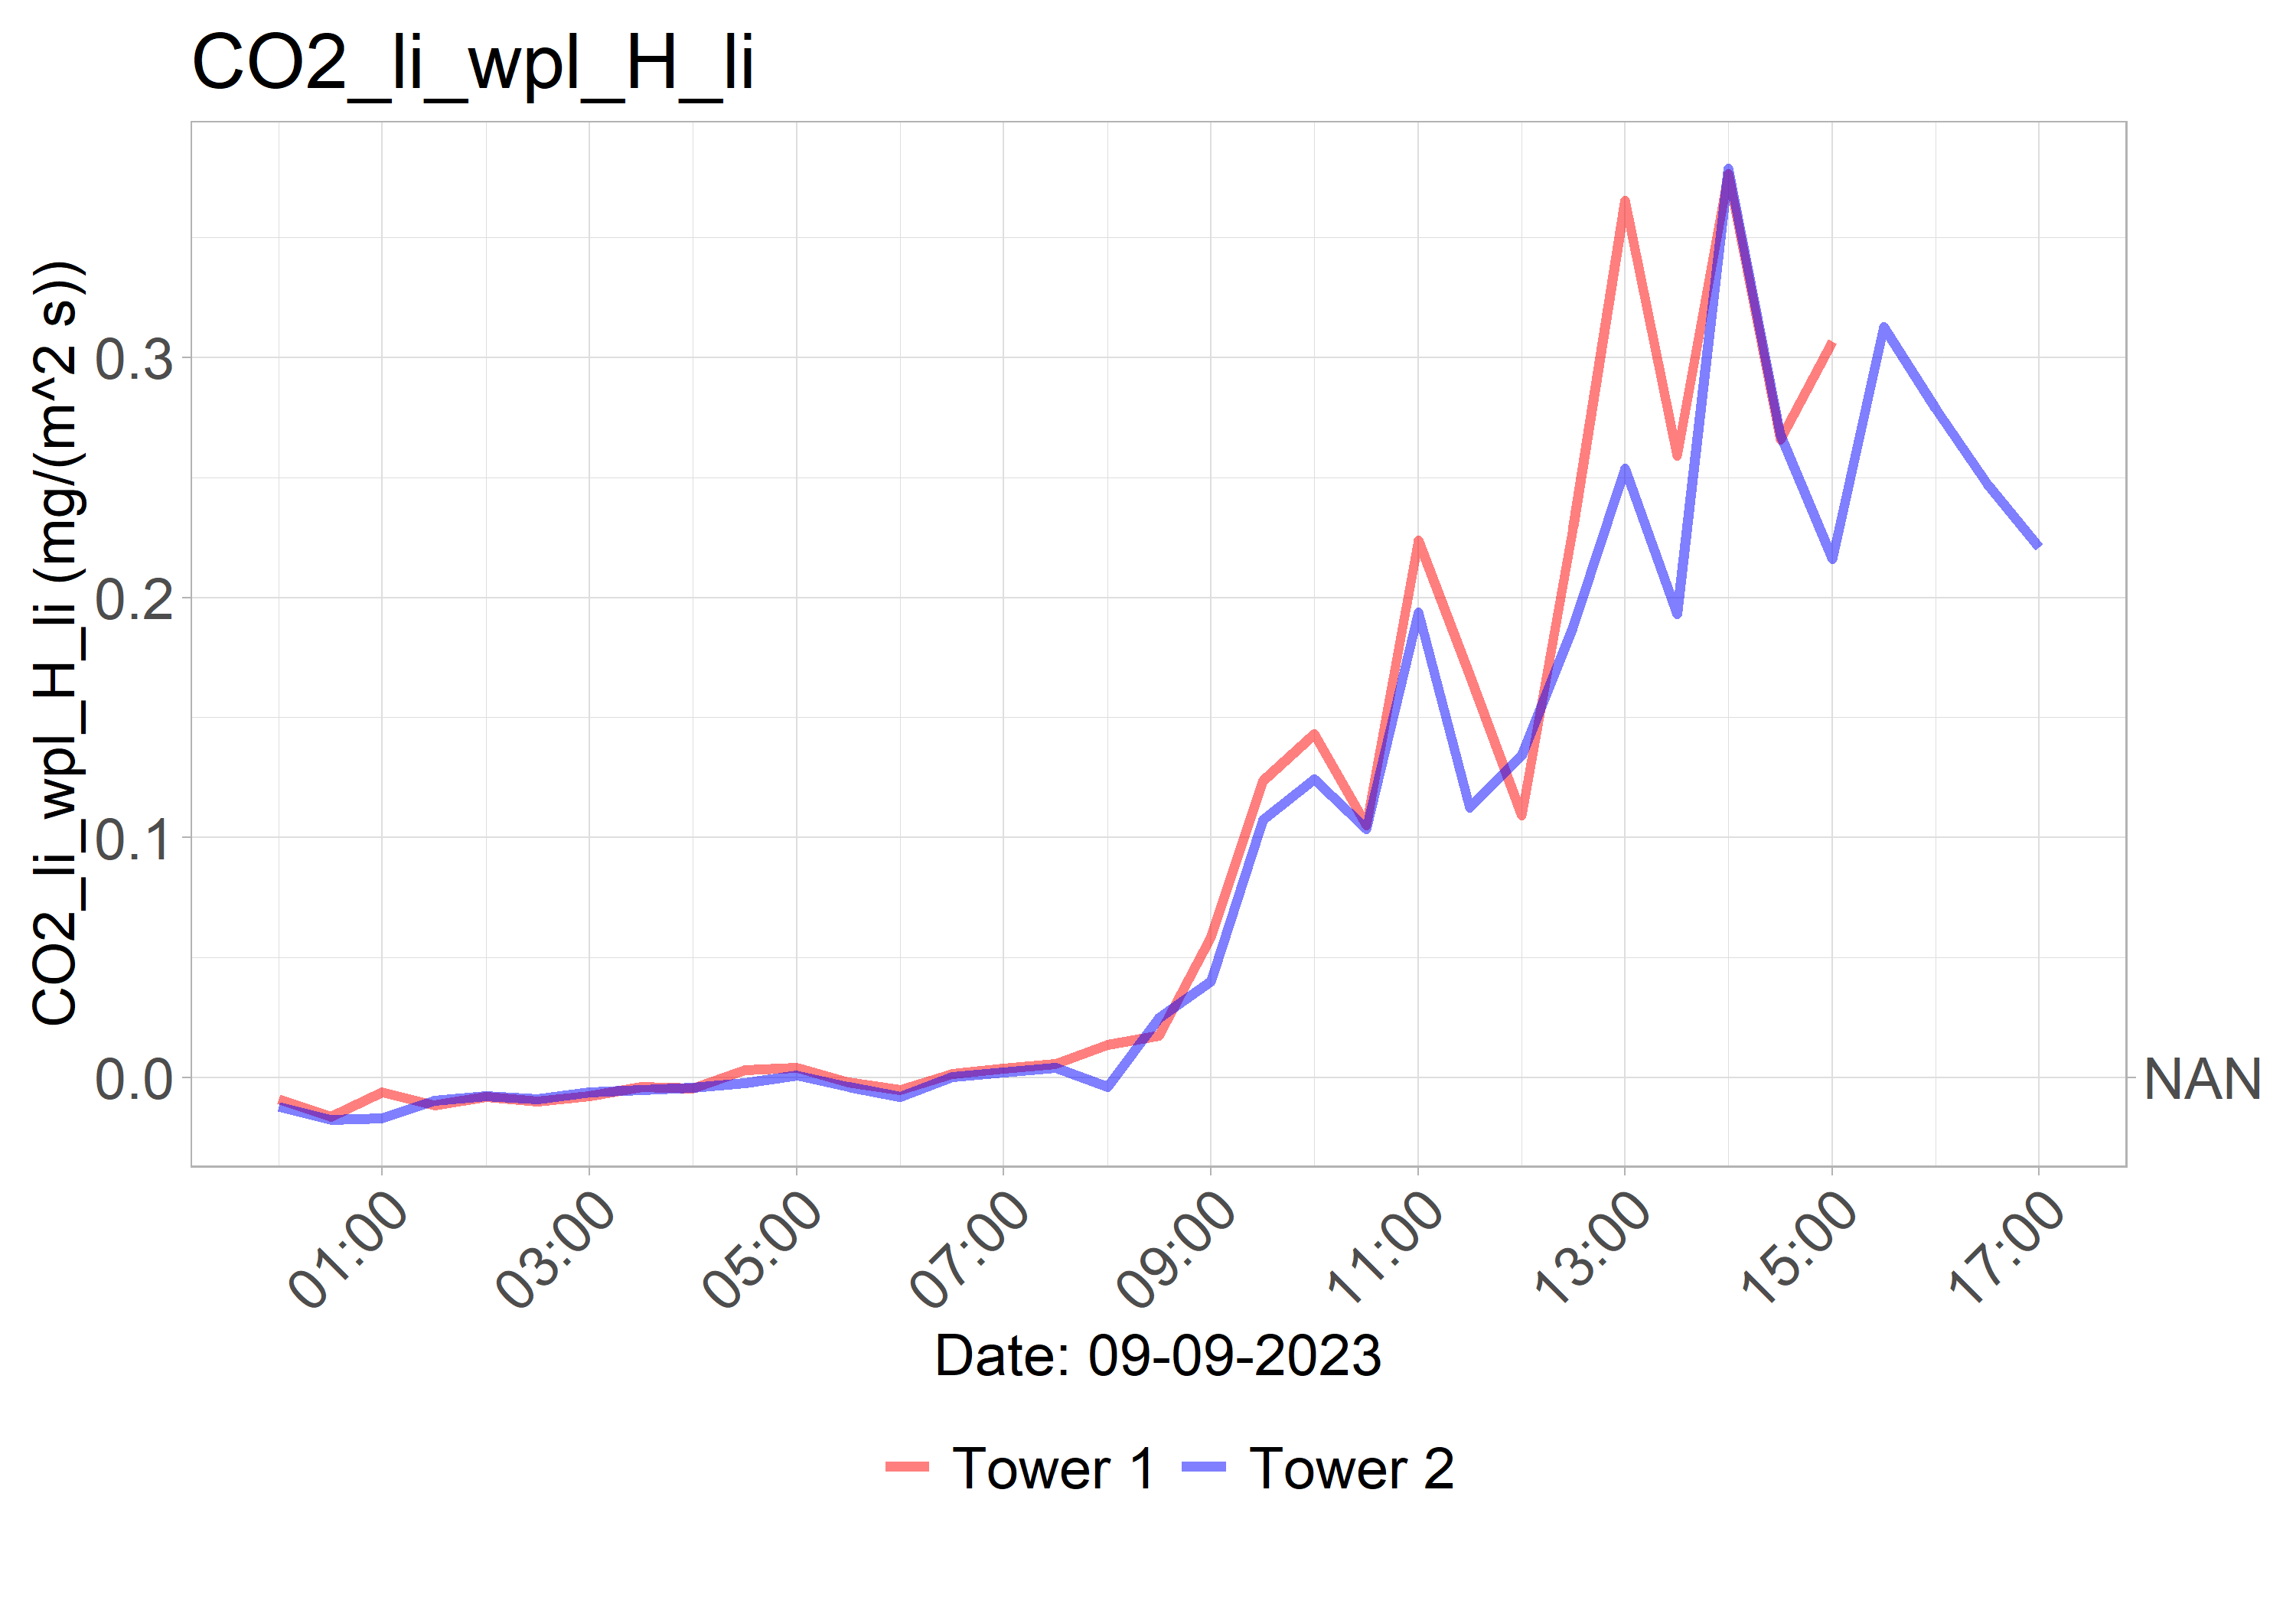 CO2_li_wpl_H_li
CO2_li_wpl_H_li (mg/(m^2 s))
0.3
0.2
0.1
0.0
NAN
01:00
03:00
05:00
07:00
09:00
11:00
13:00
15:00
17:00
Date: 09-09-2023
Tower 1
Tower 2